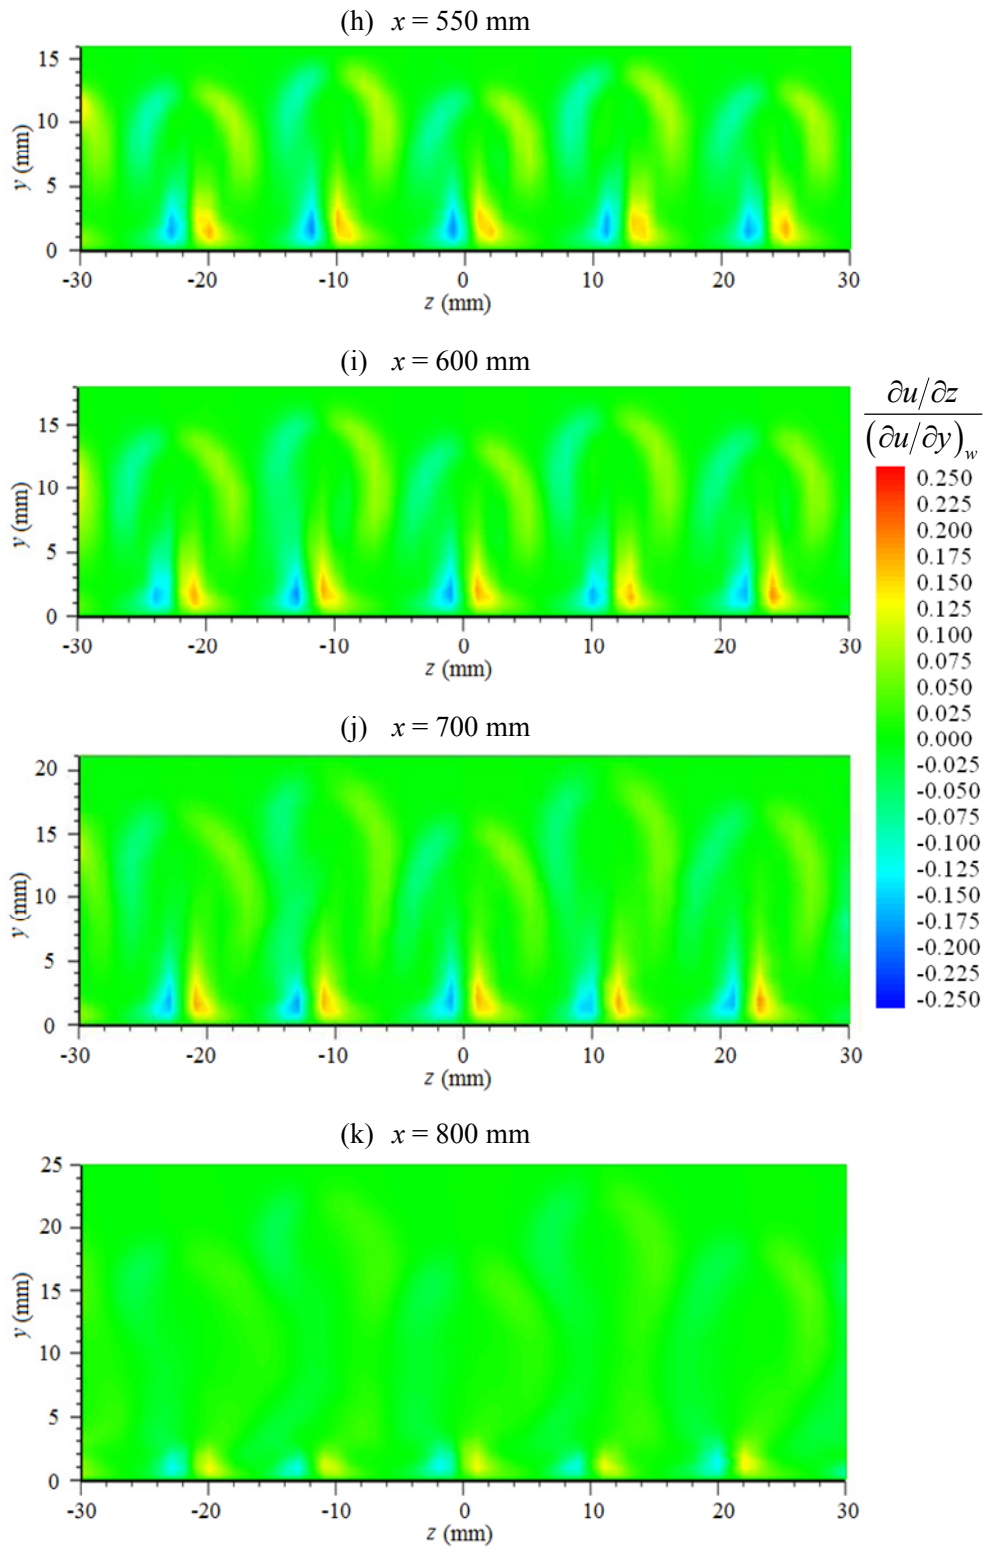 (h) x = 550 mm
15
10
5
0
y (mm)
-30 -20 -10 0 10 20 30
z (mm)
(i) x = 600 mm
15
10
5
0
y (mm)
-30 -20 -10 0 10 20 30
z (mm)
∂u/∂z
(∂u/∂y)w
0.250
0.225
0.200
0.175
0.150
0.125
0.100
0.075
0.050
0.025
0.000
-0.025
-0.050
-0.075
-0.100
-0.125
-0.150
-0.175
-0.200
-0.225
-0.250
(j) x = 700 mm
20
15
10
5
0
y (mm)
-30 -20 -10 0 10 20 30
z (mm)
(k) x = 800 mm
25
20
15
10
5
0
y (mm)
-30 -20 -10 0 10 20 30
z (mm)